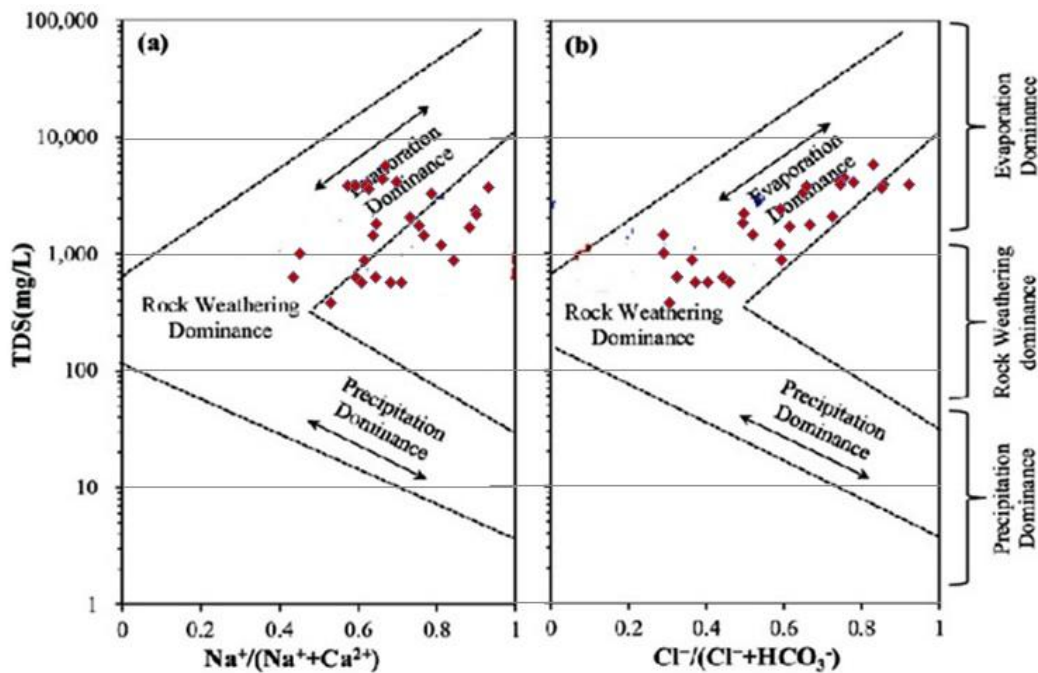 (a)
(b)
100,000
10,000
1,000
100
10
1
TDS(mg/L)
Evaporation
Dominance
Rock Weathering
Dominance
Precipitation
Dominance
0
0.2
0.4
0.6
0.8
1
Na⁺/(Na⁺+Ca²⁺)
Evaporation
Dominance
Rock Weathering
Dominance
Precipitation
Dominance
0
0.2
0.4
0.6
0.8
1
Cl⁻/(Cl⁻+HCO₃⁻)
Evaporation
Dominance
Rock Weathering
dominance
Precipitation
Dominance